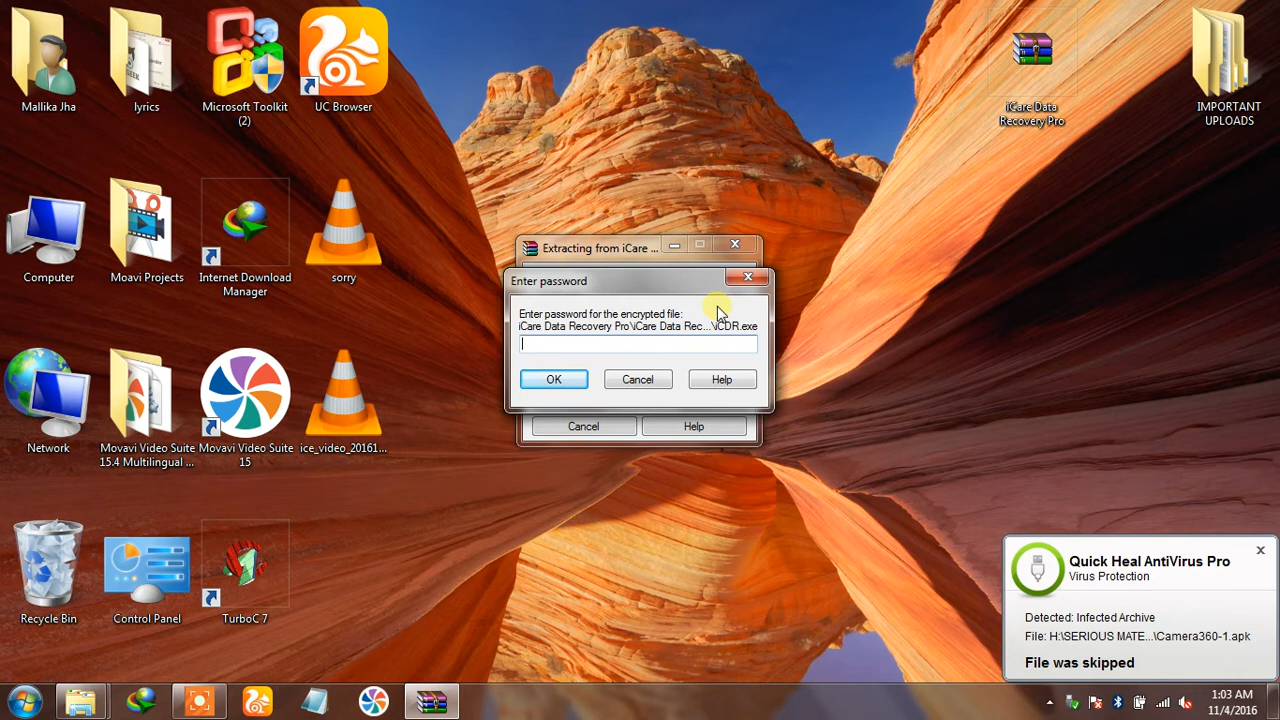 Mallika Jha
lyrics
Microsoft Toolkit
(2)
UC Browser
iCare Data
Recovery Pro
IMPORTANT
UPLOADS
Computer
Moavi Projects
Internet Download
Manager
sorry
Extracting from iCare ...
Enter password
Enter password for the encrypted file:
iCare Data Recovery Pro\iCare Data Rec...\ICDR.exe
OK
Cancel
Help
Cancel
Help
Network
Movavi Video Suite
15.4 Multilingual ...
Movavi Video Suite
15
ice_video_20161...
Recycle Bin
Control Panel
TurboC 7
Quick Heal AntiVirus Pro
Virus Protection
Detected: Infected Archive
File: H:\SERIOUS MATE...\Camera360-1.apk
File was skipped
1:03 AM
11/4/2016